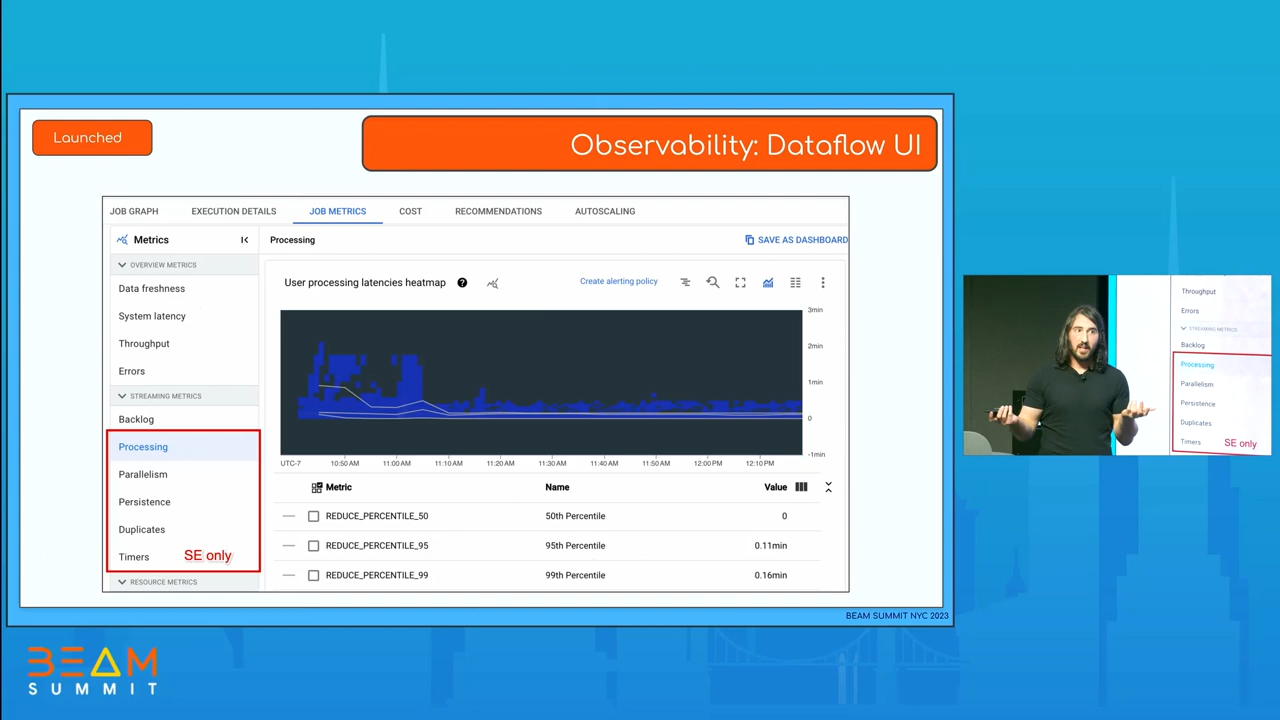 Launched
Observability: Dataflow UI
JOB GRAPH EXECUTION DETAILS JOB METRICS COST RECOMMENDATIONS AUTOSCALING
Metrics
OVERVIEW METRICS
Data freshness
System latency
Throughput
Errors
STREAMING METRICS
Backlog
Processing
Parallelism
Persistence
Duplicates
Timers SE only
RESOURCE METRICS
Processing SAVE AS DASHBOARD
User processing latencies heatmap Create alerting policy
3min
2min
1min
0
-1min
UTC-7 10:50 AM 11:00 AM 11:10 AM 11:20 AM 11:30 AM 11:40 AM 11:50 AM 12:00 PM 12:10 PM
Metric Name Value
REDUCE_PERCENTILE_50 50th Percentile 0
REDUCE_PERCENTILE_95 95th Percentile 0.11min
REDUCE_PERCENTILE_99 99th Percentile 0.16min
BEAM SUMMIT NYC 2023
Throughput
Errors
STREAMING METRICS
Backlog
Processing
Parallelism
Persistence
Duplicates
Timers SE only
BEAM
SUMMIT